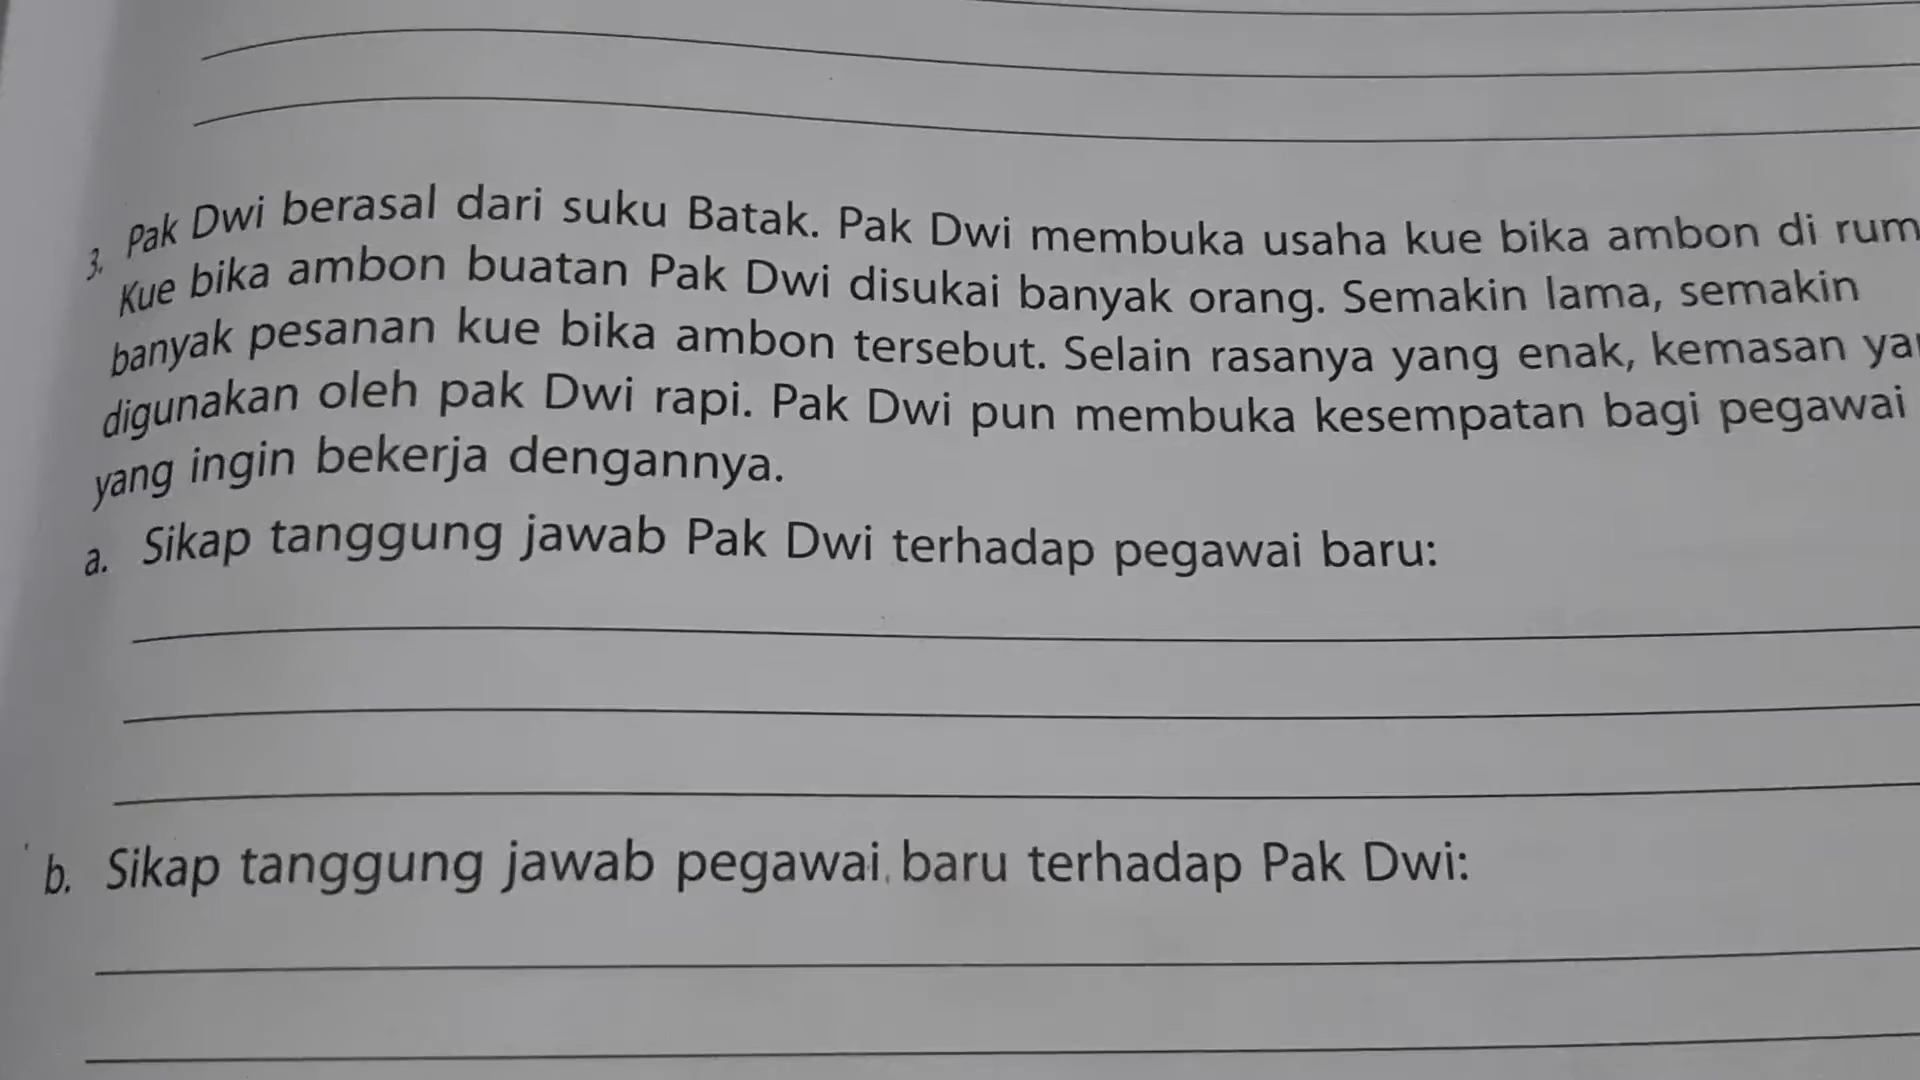 3. Pak Dwi berasal dari suku Batak. Pak Dwi membuka usaha kue bika ambon di
Kue bika ambon buatan Pak Dwi disukai banyak orang. Semakin lama, semakin
banyak pesanan kue bika ambon tersebut. Selain rasanya yang enak, kemasan
digunakan oleh pak Dwi rapi. Pak Dwi pun membuka kesempatan bagi pegawai
yang ingin bekerja dengannya.
a. Sikap tanggung jawab Pak Dwi terhadap pegawai baru:
b. Sikap tanggung jawab pegawai baru terhadap Pak Dwi: